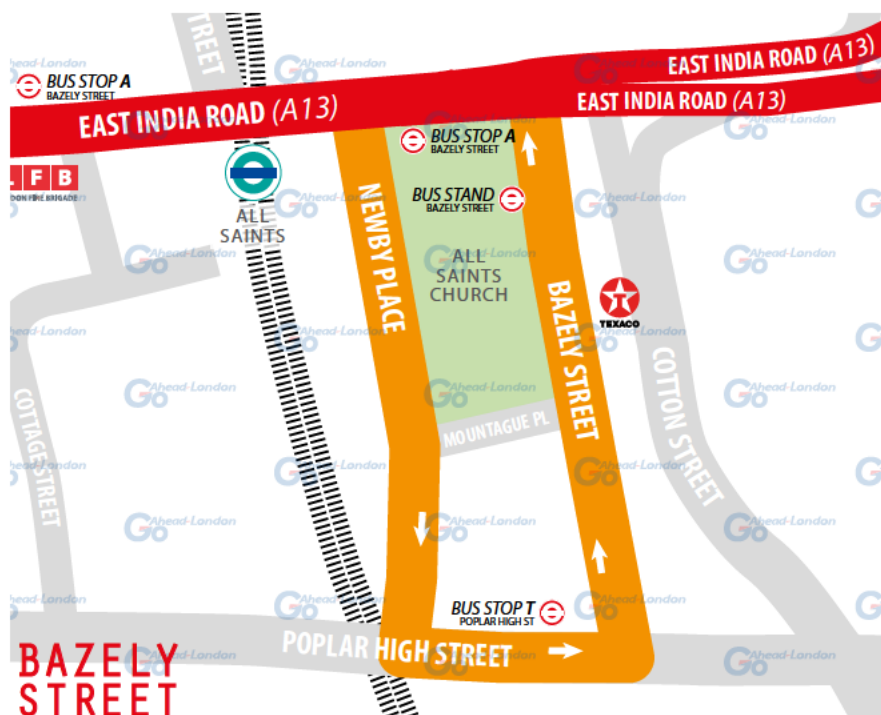 STREET
BUS STOP A
BAZELY STREET
EAST INDIA ROAD (A13)
EAST INDIA ROAD (A13)
EAST INDIA ROAD (A13)
BUS STOP A
BAZELY STREET
LFB
LONDON FIRE BRIGADE
ALL
SAINTS
NEWBY PLACE
BUS STAND
BAZELY STREET
ALL
SAINTS
CHURCH
BAZELY STREET
T
TEXACO
COTTAGE STREET
MOUNTAGUE PL
COTTON STREET
BUS STOP T
POPLAR HIGH ST
POPLAR HIGH STREET
BAZELY
STREET
Go Ahead-London